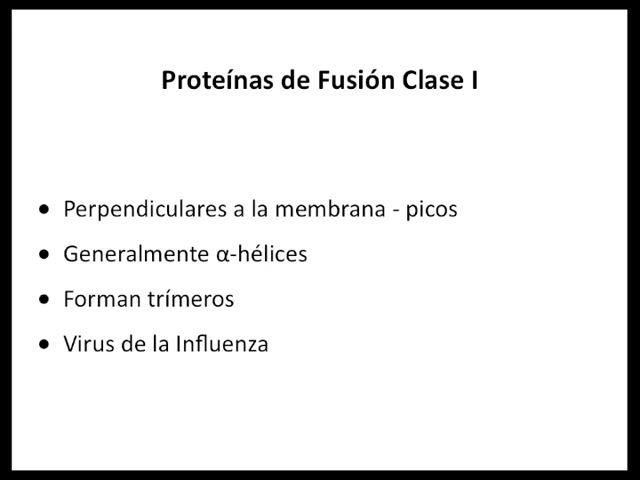 Proteínas de Fusión Clase I
• Perpendiculares a la membrana - picos
• Generalmente α-hélices
• Forman trímeros
• Virus de la Influenza